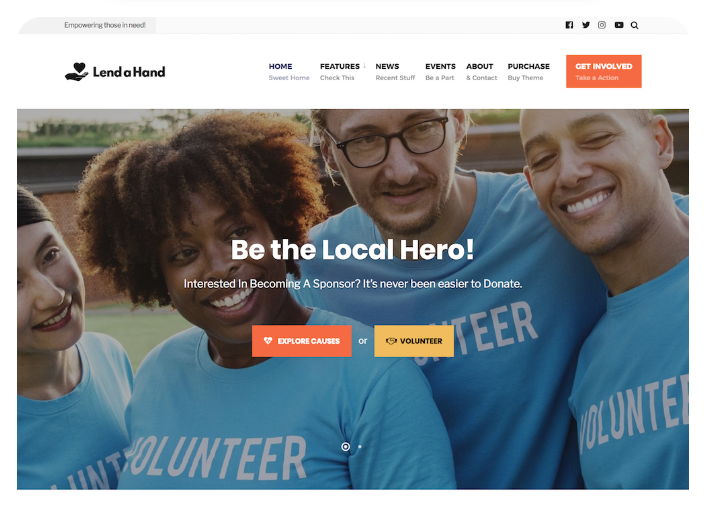 Empowering those in need!
Lend a Hand
HOME FEATURES NEWS EVENTS ABOUT PURCHASE GET INVOLVED
Sweet Home Check This Recent Stuff Be a Part & Contact Buy Theme Take a Action
Be the Local Hero!
Interested In Becoming A Sponsor? It's never been easier to Donate.
EXPLORE CAUSES or VOLUNTEER
UNTEER
VOLUNTEE
VOLUNTEER
UNT